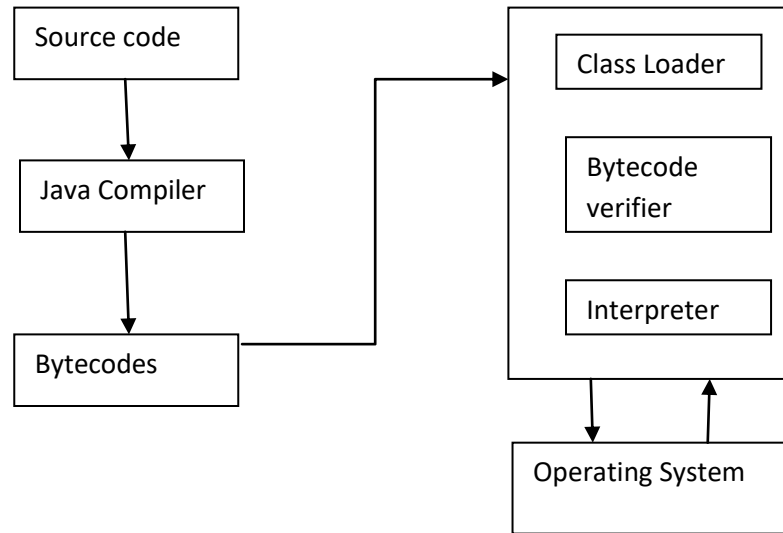 Source code
Java Compiler
Bytecodes
Class Loader
Bytecode
verifier
Interpreter
Operating System